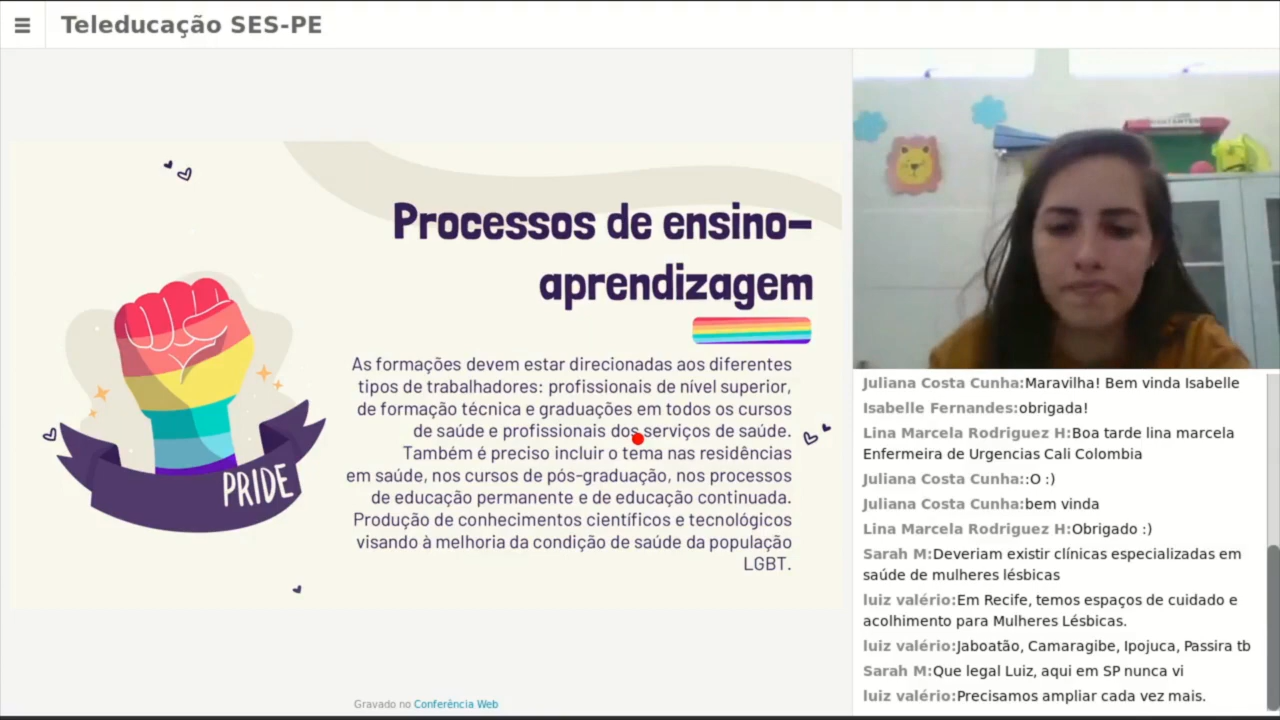 Teleducação SES-PE
Processos de ensino-
aprendizagem
As formações devem estar direcionadas aos diferentes
tipos de trabalhadores: profissionais de nível superior,
de formação técnica e graduações em todos os cursos
de saúde e profissionais dos serviços de saúde.
Também é preciso incluir o tema nas residências
em saúde, nos cursos de pós-graduação, nos processos
de educação permanente e de educação continuada.
Produção de conhecimentos científicos e tecnológicos
visando à melhoria da condição de saúde da população
LGBT.
PRIDE
Gravado no Conferência Web
Juliana Costa Cunha:Maravilha! Bem vinda Isabelle
Isabelle Fernandes:obrigada!
Lina Marcela Rodriguez H:Boa tarde lina marcela
Enfermeira de Urgencias Cali Colombia
Juliana Costa Cunha::O :)
Juliana Costa Cunha:bem vinda
Lina Marcela Rodriguez H:Obrigado :)
Sarah M:Deveriam existir clínicas especializadas em
saúde de mulheres lésbicas
luiz valério:Em Recife, temos espaços de cuidado e
acolhimento para Mulheres Lésbicas.
luiz valério:Jaboatão, Camaragibe, Ipojuca, Passira tb
Sarah M:Que legal Luiz, aqui em SP nunca vi
luiz valério:Precisamos ampliar cada vez mais.